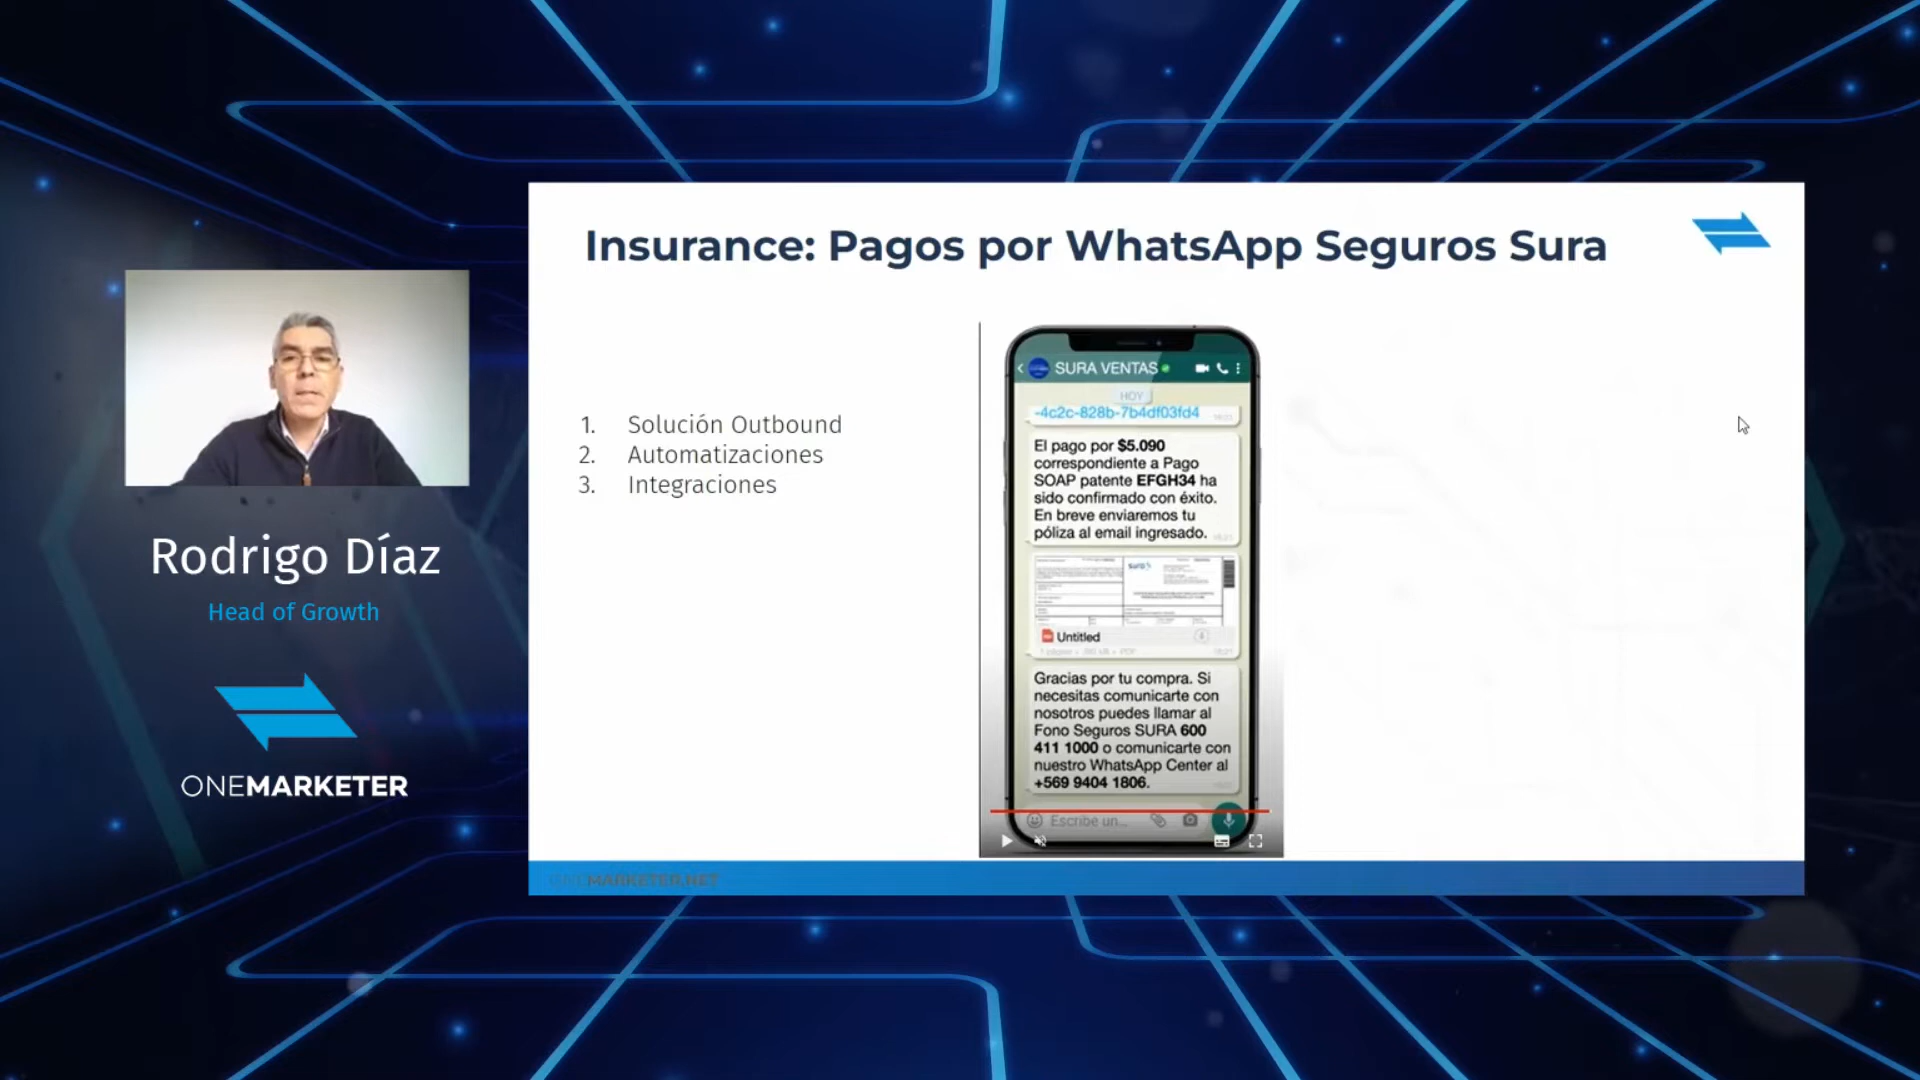 Insurance: Pagos por WhatsApp Seguros Sura
1. Solución Outbound
2. Automatizaciones
3. Integraciones
SURA VENTAS
HOY
-4c2c-828b-7b4df03fd4
El pago por $5.090
correspondiente a Pago
SOAP patente EFGH34 ha
sido confirmado con éxito.
En breve enviaremos tu
póliza al email ingresado.
sura
Untitled
Gracias por tu compra. Si
necesitas comunicarte con
nosotros puedes llamar al
Fono Seguros SURA 600
411 1000 o comunicarte con
nuestro WhatsApp Center al
+569 9404 1806.
Escribe un...
ONEMARKETER.NET
Rodrigo Díaz
Head of Growth
ONEMARKETER